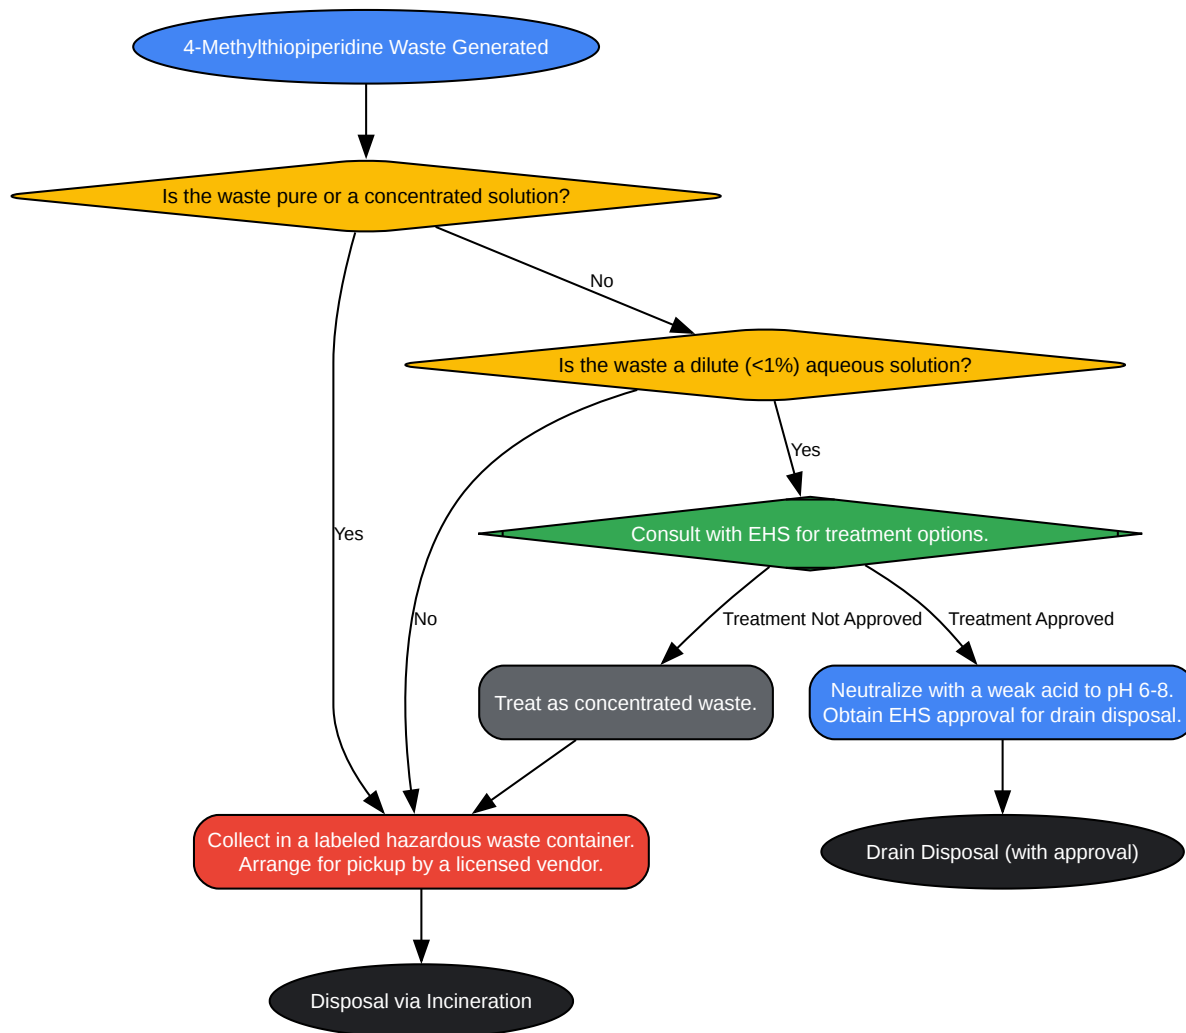 4-Methylthiopiperidine Waste Generated
Is the waste pure or a concentrated solution?
No
Is the waste a dilute (<1%) aqueous solution?
Yes
Consult with EHS for treatment options.
Yes
No
Treatment Not Approved
Treatment Approved
Treat as concentrated waste.
Neutralize with a weak acid to pH 6-8.
Obtain EHS approval for drain disposal.
Collect in a labeled hazardous waste container.
Arrange for pickup by a licensed vendor.
Drain Disposal (with approval)
Disposal via Incineration